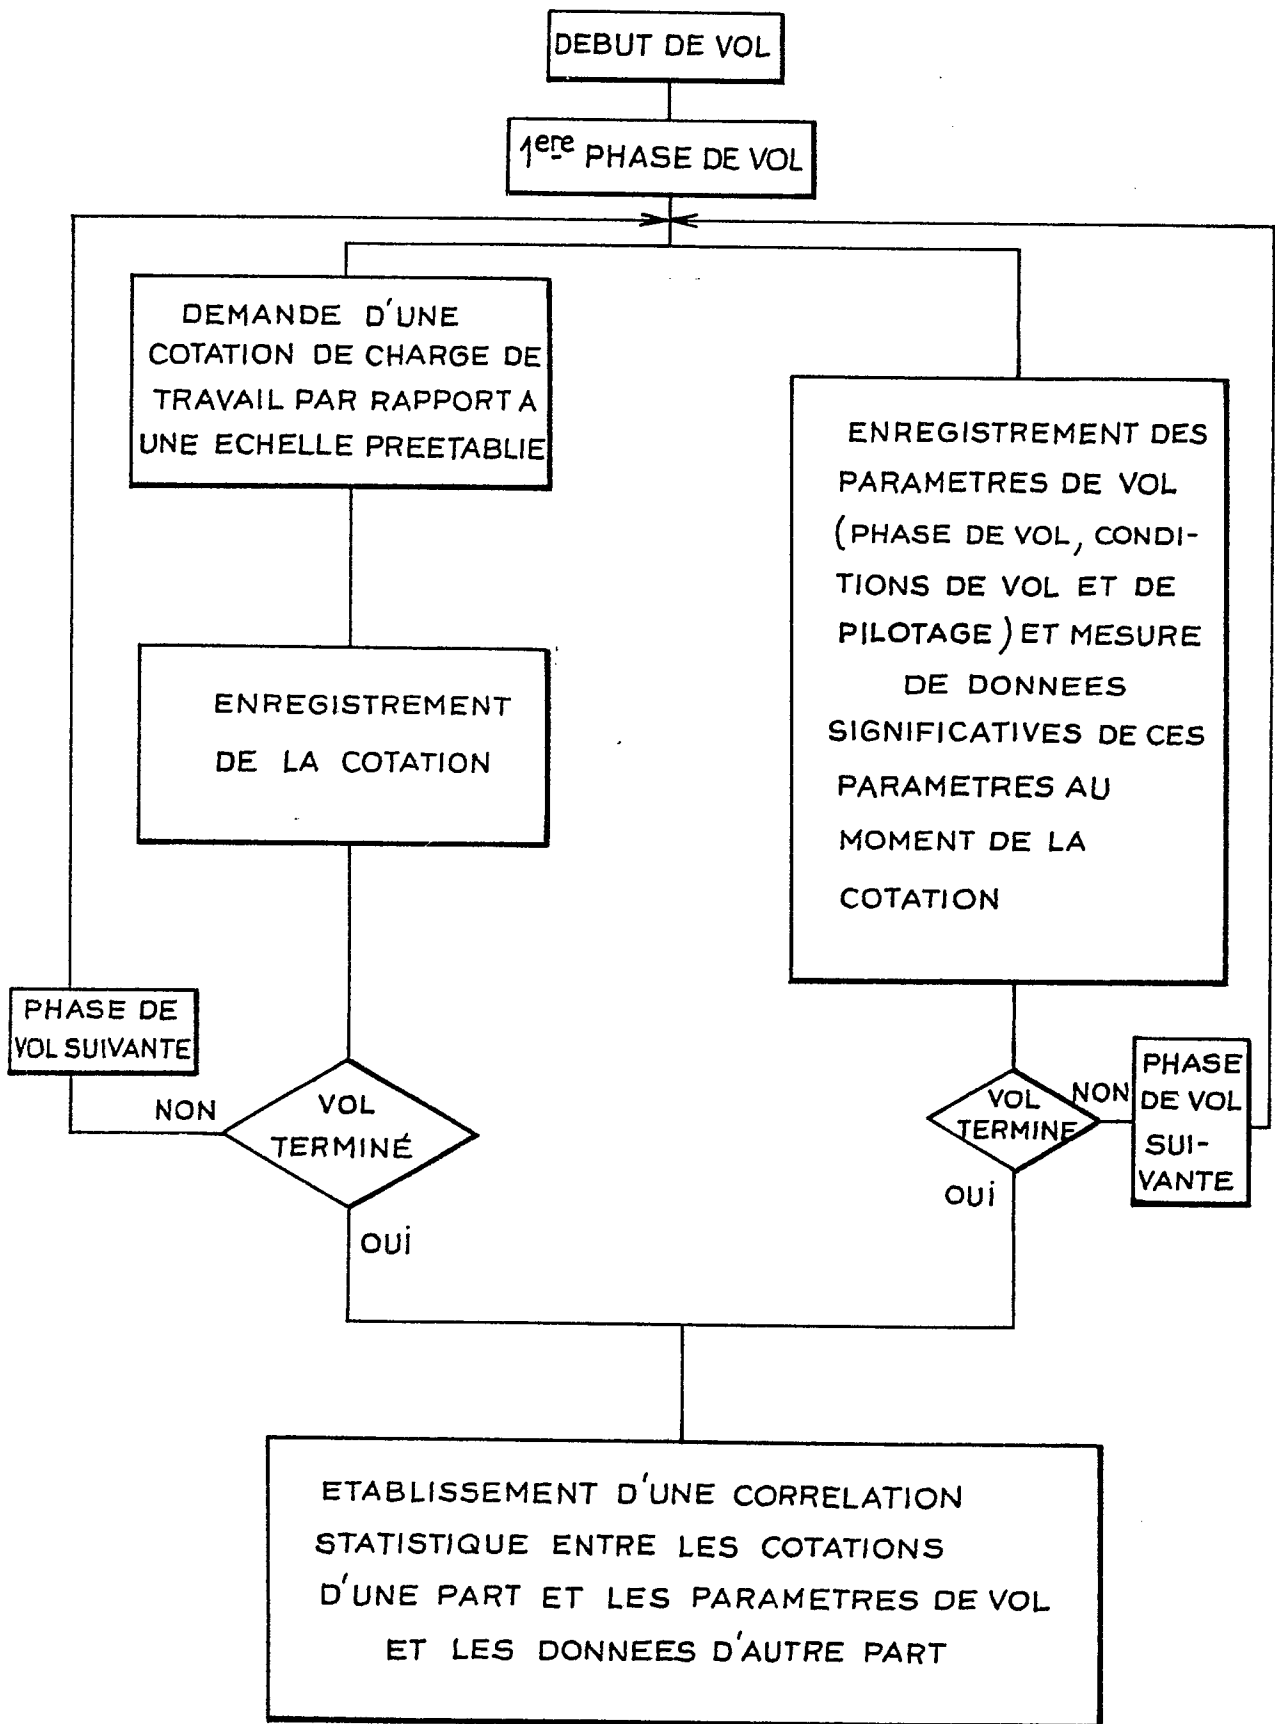 DEBUT DE VOL
1ere PHASE DE VOL
DEMANDE D'UNE
COTATION DE CHARGE DE
TRAVAIL PAR RAPPORT A
UNE ECHELLE PREETABLIE
ENREGISTREMENT DES
PARAMETRES DE VOL
(PHASE DE VOL, CONDI-
TIONS DE VOL ET DE
PILOTAGE) ET MESURE
DE DONNEES
SIGNIFICATIVES DE CES
PARAMETRES AU
MOMENT DE LA
COTATION
ENREGISTREMENT
DE LA COTATION
PHASE DE
VOL SUIVANTE
NON
VOL
TERMINÉ
OUi
VOL
TERMINE
NON
PHASE
DE VOL
SUI-
VANTE
OUi
ETABLISSEMENT D'UNE CORRELATION
STATISTIQUE ENTRE LES COTATIONS
D'UNE PART ET LES PARAMETRES DE VOL
ET LES DONNEES D'AUTRE PART